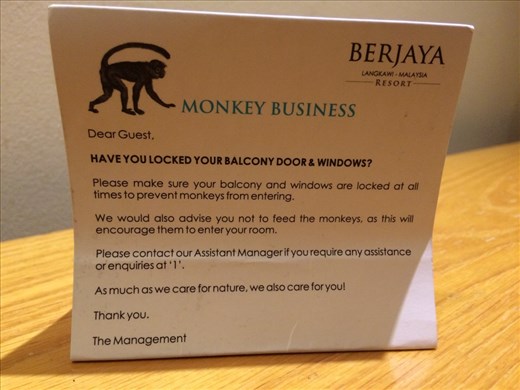 BERJAYA
LANGKAWI - MALAYSIA
RESORT
MONKEY BUSINESS
Dear Guest,
HAVE YOU LOCKED YOUR BALCONY DOOR & WINDOWS?
Please make sure your balcony and windows are locked at all
times to prevent monkeys from entering.
We would also advise you not to feed the monkeys, as this will
encourage them to enter your room.
Please contact our Assistant Manager if you require any assistance
or enquiries at '1'.
As much as we care for nature, we also care for you!
Thank you.
The Management